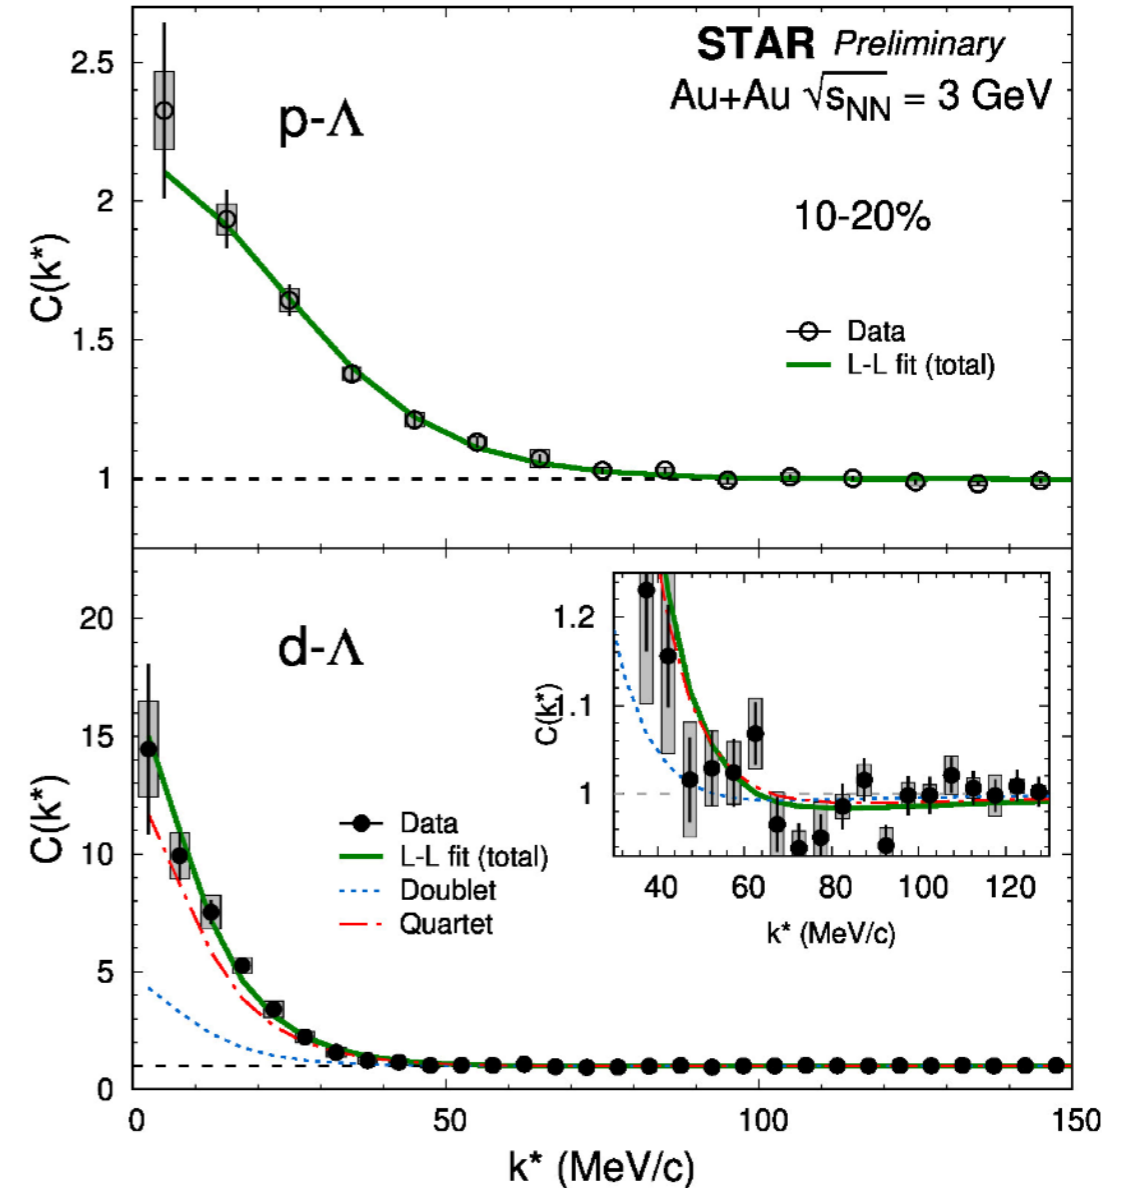 STAR Preliminary
Au+Au √sNN = 3 GeV
p-Λ
10-20%
Data
L-L fit (total)
C(k*)
2.5
2
1.5
1
d-Λ
Data
L-L fit (total)
Doublet
Quartet
C(k*)
20
15
10
5
0
C(k*)
1.2
1.1
1
40 60 80 100 120
k* (MeV/c)
0 50 100 150
k* (MeV/c)